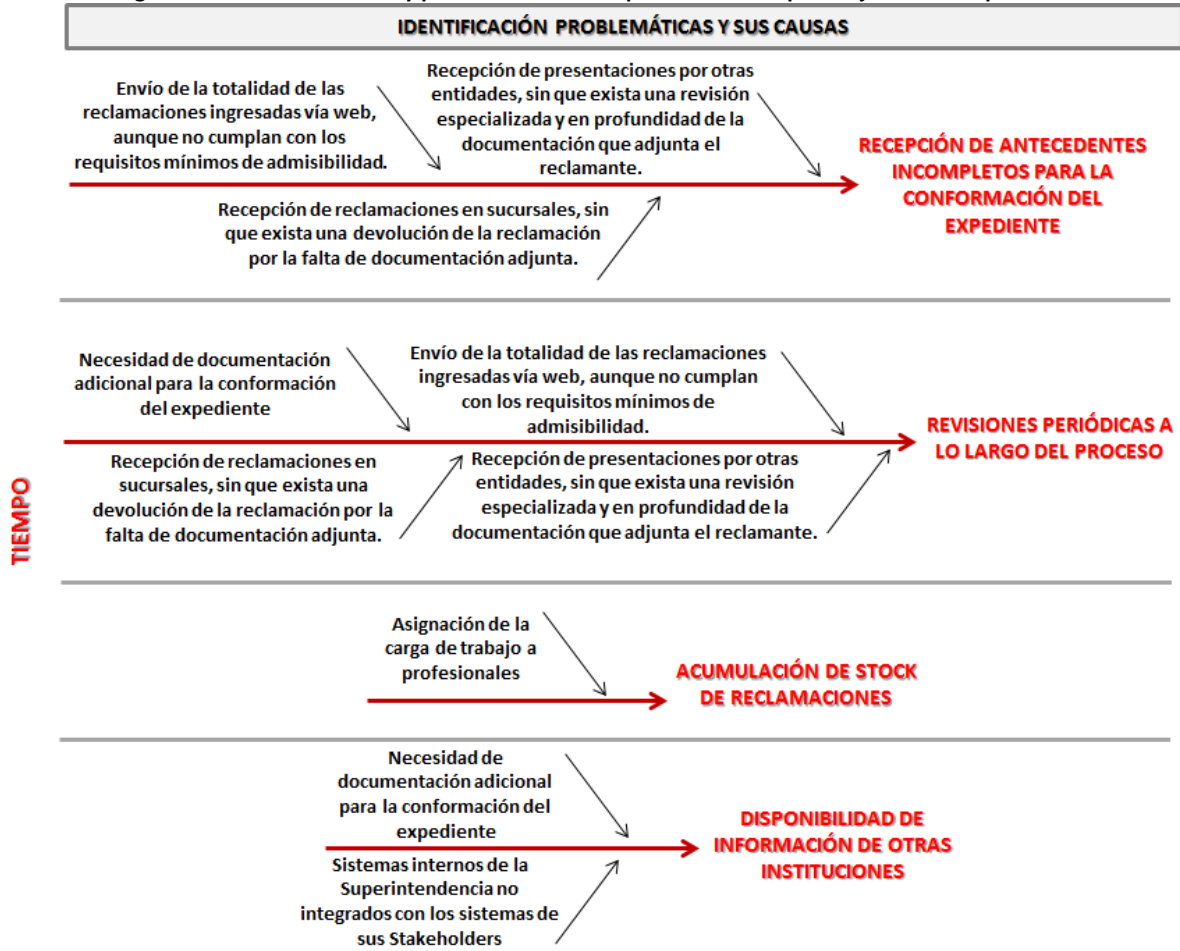 IDENTIFICACIÓN PROBLEMÁTICAS Y SUS CAUSAS
Envío de la totalidad de las
reclamaciones ingresadas vía web,
aunque no cumplan con los
requisitos mínimos de admisibilidad.
Recepción de presentaciones por otras
entidades, sin que exista una revisión
especializada y en profundidad de la
documentación que adjunta el
reclamante.
Recepción de reclamaciones en sucursales, sin
que exista una devolución de la reclamación
por la falta de documentación adjunta.
RECEPCIÓN DE ANTECEDENTES
INCOMPLETOS PARA LA
CONFORMACIÓN DEL
EXPEDIENTE
TIEMPO
Necesidad de documentación
adicional para la conformación
del expediente
Envío de la totalidad de las reclamaciones
ingresadas vía web, aunque no cumplan
con los requisitos mínimos de
admisibilidad.
Recepción de reclamaciones en
sucursales, sin que exista una
devolución de la reclamación por la
falta de documentación adjunta.
Recepción de presentaciones por otras
entidades, sin que exista una revisión
especializada y en profundidad de la
documentación que adjunta el reclamante.
REVISIONES PERIÓDICAS A
LO LARGO DEL PROCESO
Asignación de la
carga de trabajo a
profesionales
ACUMULACIÓN DE STOCK
DE RECLAMACIONES
Necesidad de
documentación adicional
para la conformación del
expediente
Sistemas internos de la
Superintendencia no
integrados con los sistemas de
sus Stakeholders
DISPONIBILIDAD DE
INFORMACIÓN DE OTRAS
INSTITUCIONES